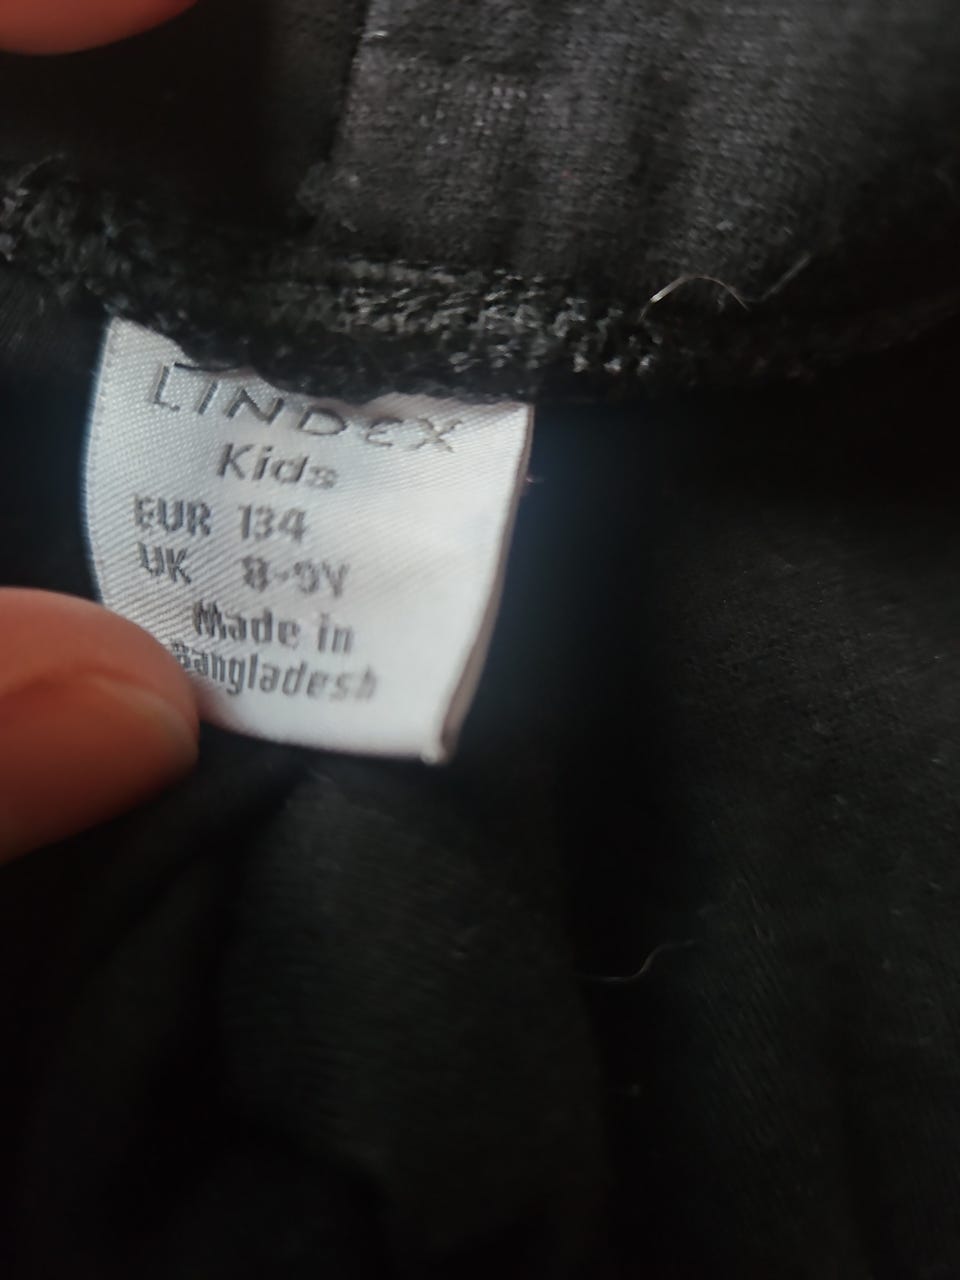 LINDEX
Kids
EUR 134
UK 8-9Y
Made in
Bangladesh